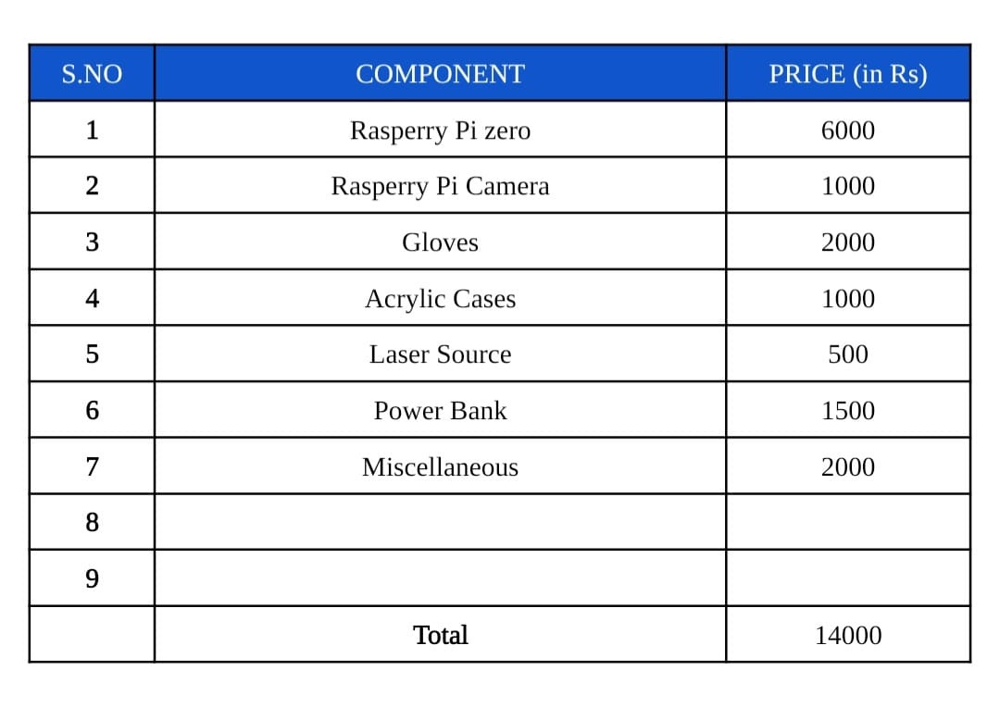 S.NO COMPONENT PRICE (in Rs)
1 Rasperry Pi zero 6000
2 Rasperry Pi Camera 1000
3 Gloves 2000
4 Acrylic Cases 1000
5 Laser Source 500
6 Power Bank 1500
7 Miscellaneous 2000
8
9
Total 14000